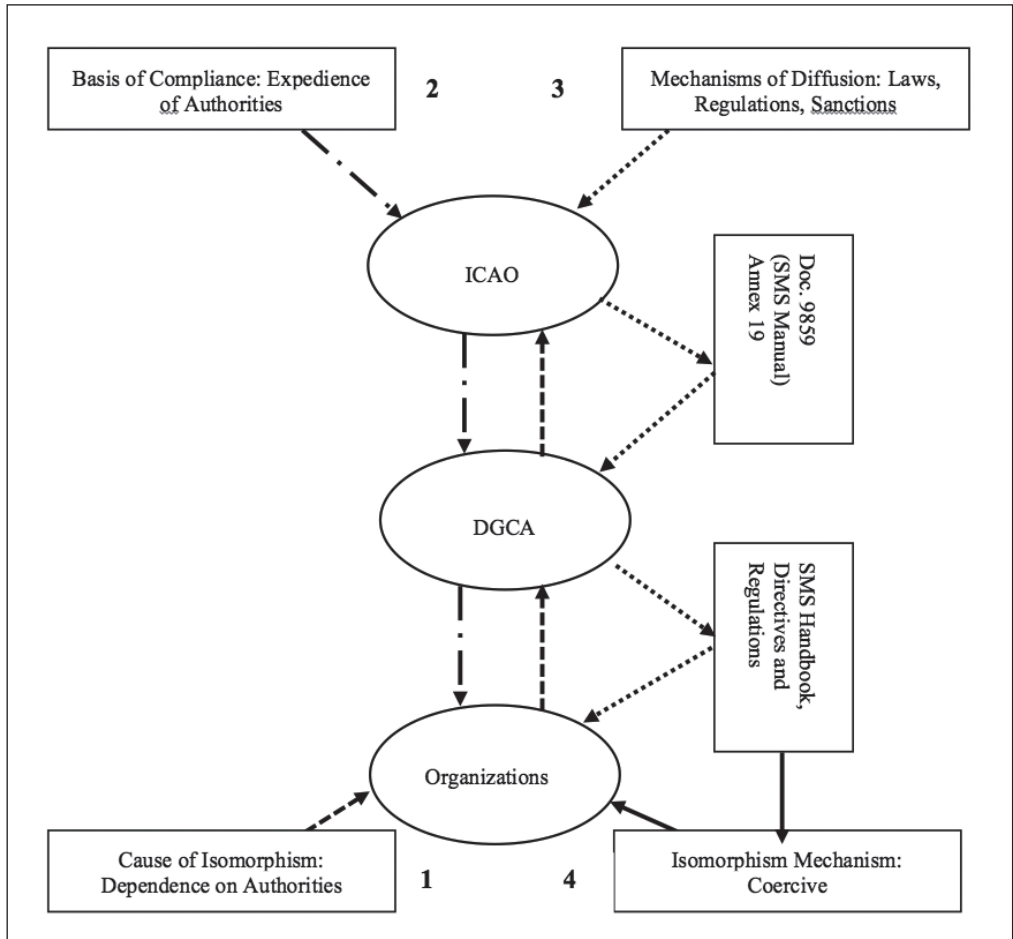 Basis of Compliance: Expedience
of Authorities
2
3
Mechanisms of Diffusion: Laws,
Regulations, Sanctions
ICAO
Doc. 9859
(SMS Manual)
Annex 19
DGCA
SMS Handbook,
Directives and
Regulations
Organizations
Cause of Isomorphism:
Dependence on Authorities
1
4
Isomorphism Mechanism:
Coercive